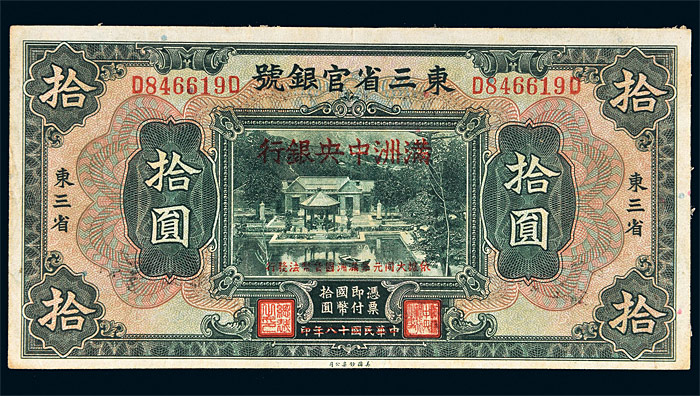 東三省官銀號
D846619D
D846619D
拾
拾
滿洲中央銀行
拾圓
拾圓
東三省
東三省
憑票
即付
國幣
拾圓
中華民國十八年印
拾
拾